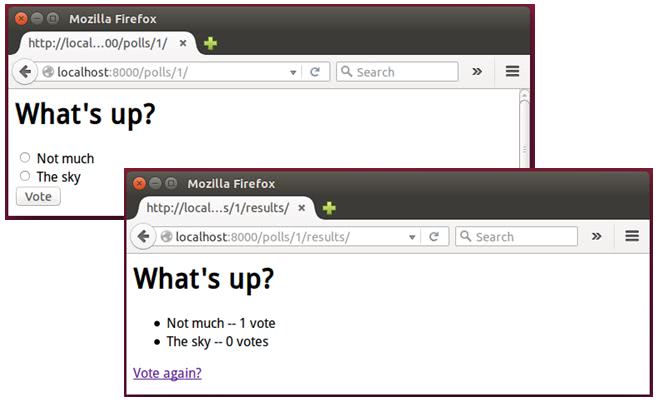 Mozilla Firefox
http://local...00/polls/1/
localhost:8000/polls/1/
Search
What's up?
Not much
The sky
Vote
Mozilla Firefox
http://local...s/1/results/
localhost:8000/polls/1/results/
Search
What's up?
Not much -- 1 vote
The sky -- 0 votes
Vote again?